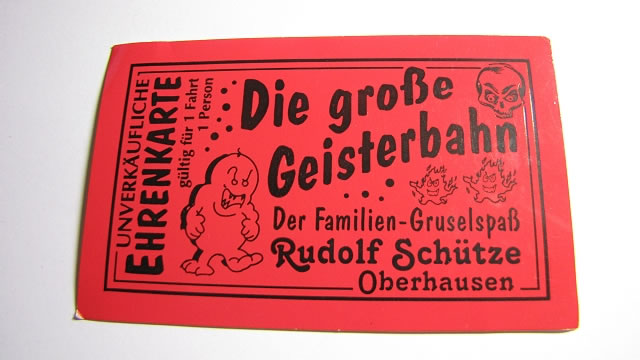 UNVERKÄUFLICHE
EHRENKARTE
gültig für 1 Fahrt
1 Person
Die große
Geisterbahn
Der Familien-Gruselspaß
Rudolf Schütze
Oberhausen